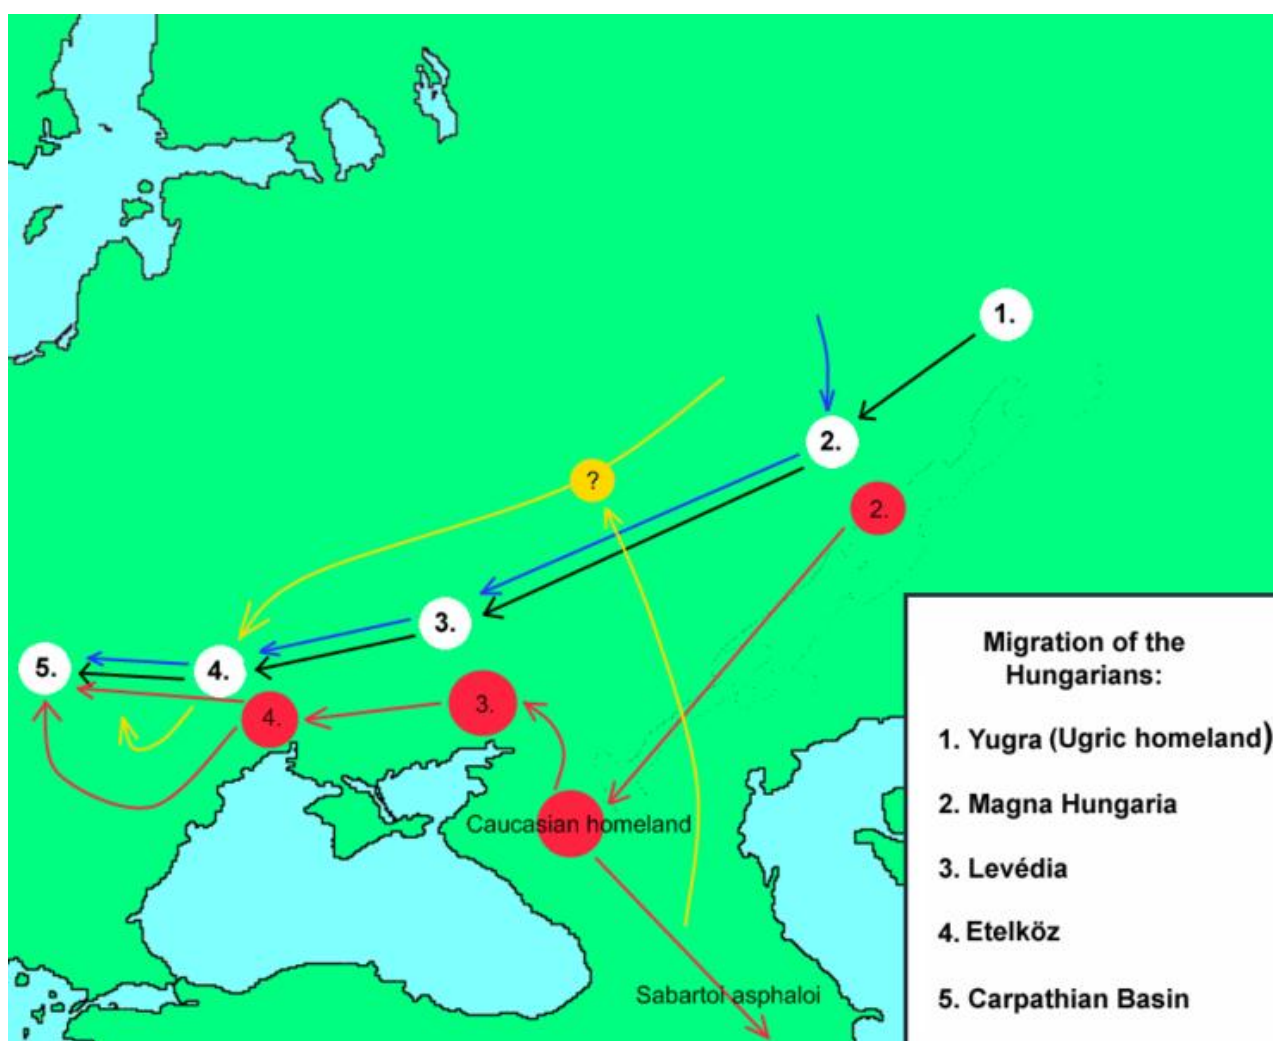 1.
2.
?
2.
3.
5.
4.
3.
4.
Caucasian homeland
Sabartoi asphaloi
Migration of the
Hungarians:
1. Yugra (Ugric homeland)
2. Magna Hungaria
3. Levédia
4. Etelköz
5. Carpathian Basin